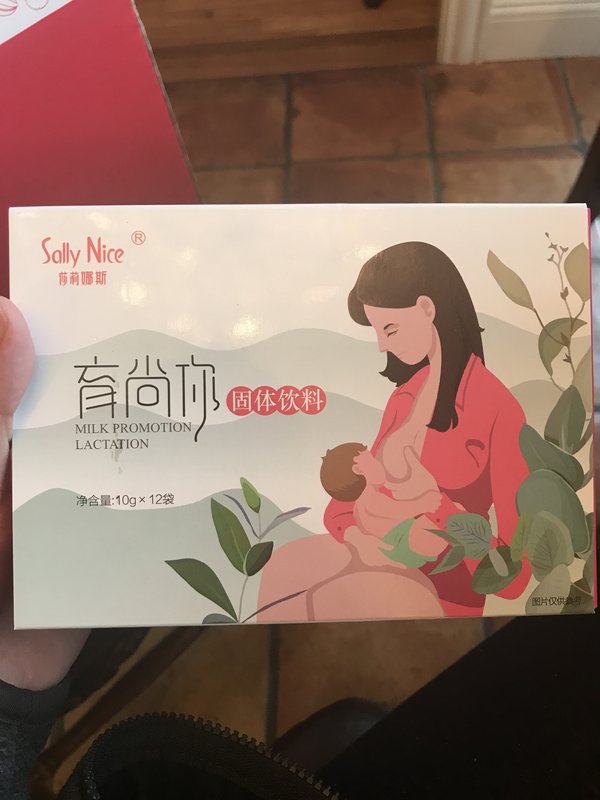 Sally Nice ®
莎莉娜斯
育尚你 固体饮料
MILK PROMOTION
LACTATION
净含量:10g×12袋
图片仅供参考